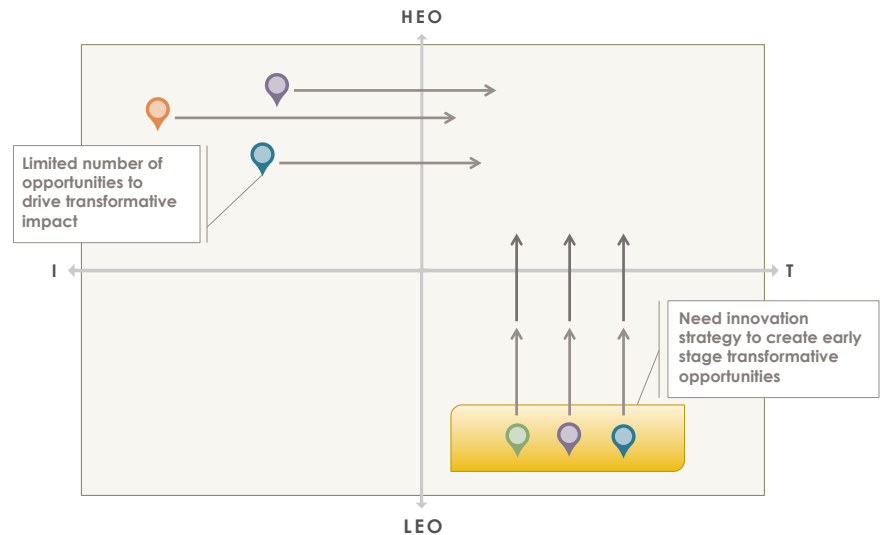 HEO
Limited number of
opportunities to
drive transformative
impact
I
T
Need innovation
strategy to create early
stage transformative
opportunities
LEO